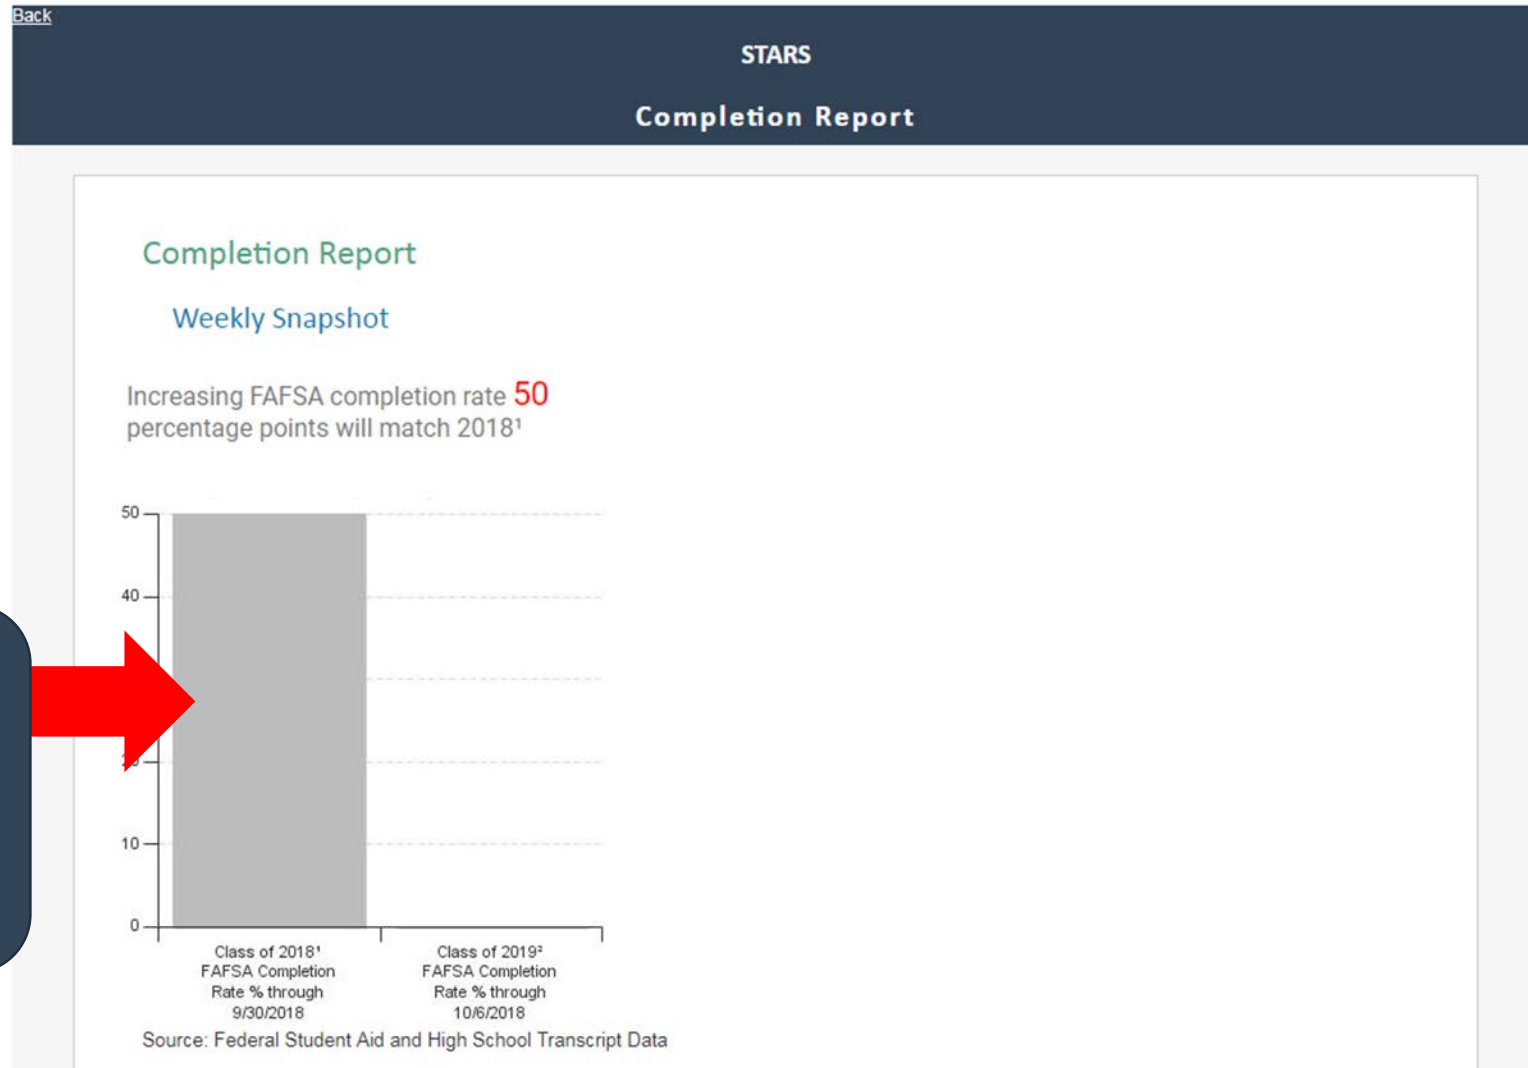 Back
STARS
Completion Report
Completion Report
Weekly Snapshot
Increasing FAFSA completion rate 50
percentage points will match 2018¹
50
40
20
10
0
Class of 2018¹
FAFSA Completion
Rate % through
9/30/2018
Class of 2019²
FAFSA Completion
Rate % through
10/6/2018
Source: Federal Student Aid and High School Transcript Data